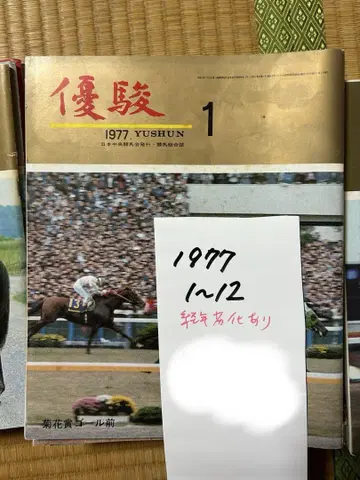 優駿
1977 YUSHUN
1
日本中央競馬会発行・競馬総合誌
1977
1~12
経年劣化あり
菊花賞ゴール前